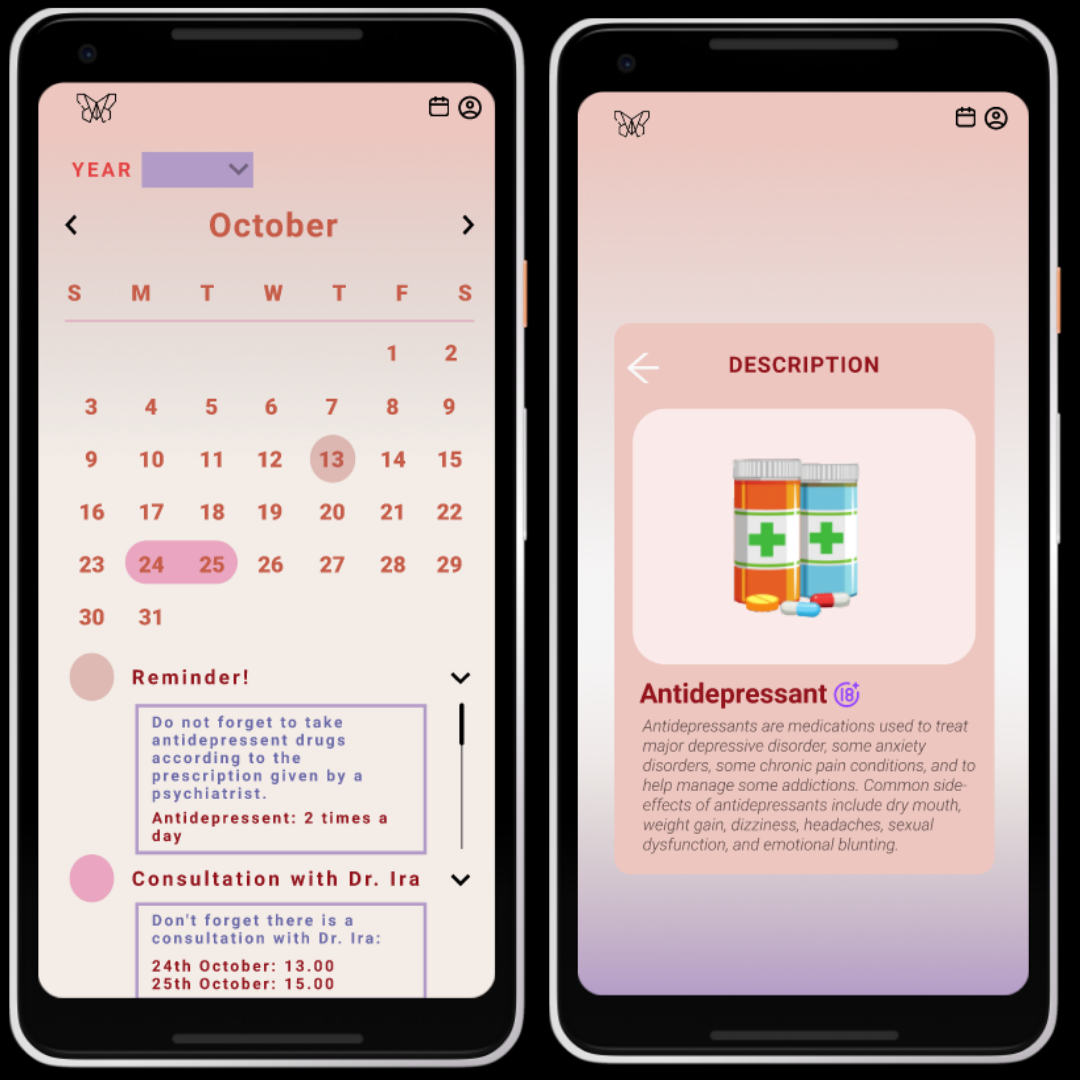 YEAR
October
S M T W T F S
1 2
3 4 5 6 7 8 9
9 10 11 12 13 14 15
16 17 18 19 20 21 22
23 24 25 26 27 28 29
30 31
Reminder!
Do not forget to take
antidepressent drugs
according to the
prescription given by a
psychiatrist.
Antidepressent: 2 times a
day
Consultation with Dr. Ira
Don't forget there is a
consultation with Dr. Ira:
24th October: 13.00
25th October: 15.00
DESCRIPTION
Antidepressant 18+
Antidepressants are medications used to treat
major depressive disorder, some anxiety
disorders, some chronic pain conditions, and to
help manage some addictions. Common side-
effects of antidepressants include dry mouth,
weight gain, dizziness, headaches, sexual
dysfunction, and emotional blunting.